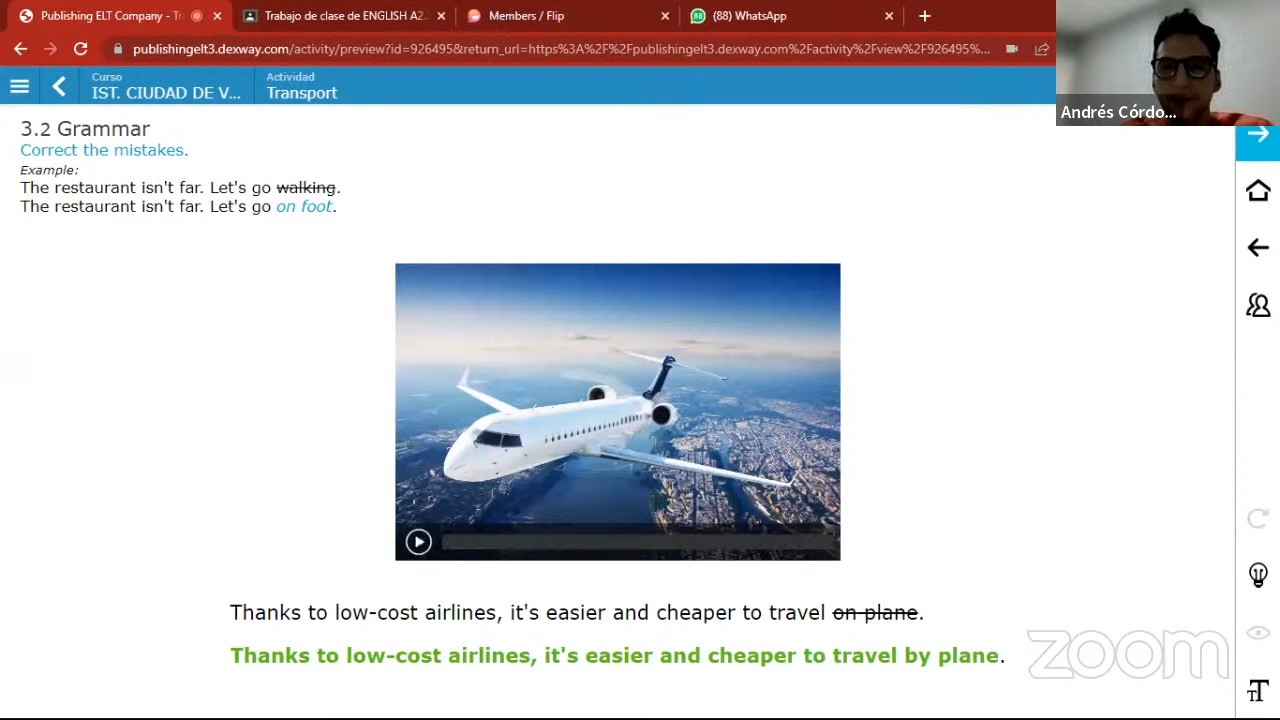 Publishing ELT Company - Tr
Trabajo de clase de ENGLISH A2
Members / Flip
88
(88) WhatsApp
publishingelt3.dexway.com/activity/preview?id=926495&return_url=https%3A%2F%2Fpublishingelt3.dexway.com%2Factivity%2Fview%2F926495%...
Curso
IST. CIUDAD DE V...
Actividad
Transport
Andrés Córdo...
3.2 Grammar
Correct the mistakes.
Example:
The restaurant isn't far. Let's go walking.
The restaurant isn't far. Let's go on foot.
Thanks to low-cost airlines, it's easier and cheaper to travel on plane.
Thanks to low-cost airlines, it's easier and cheaper to travel by plane.
zoom